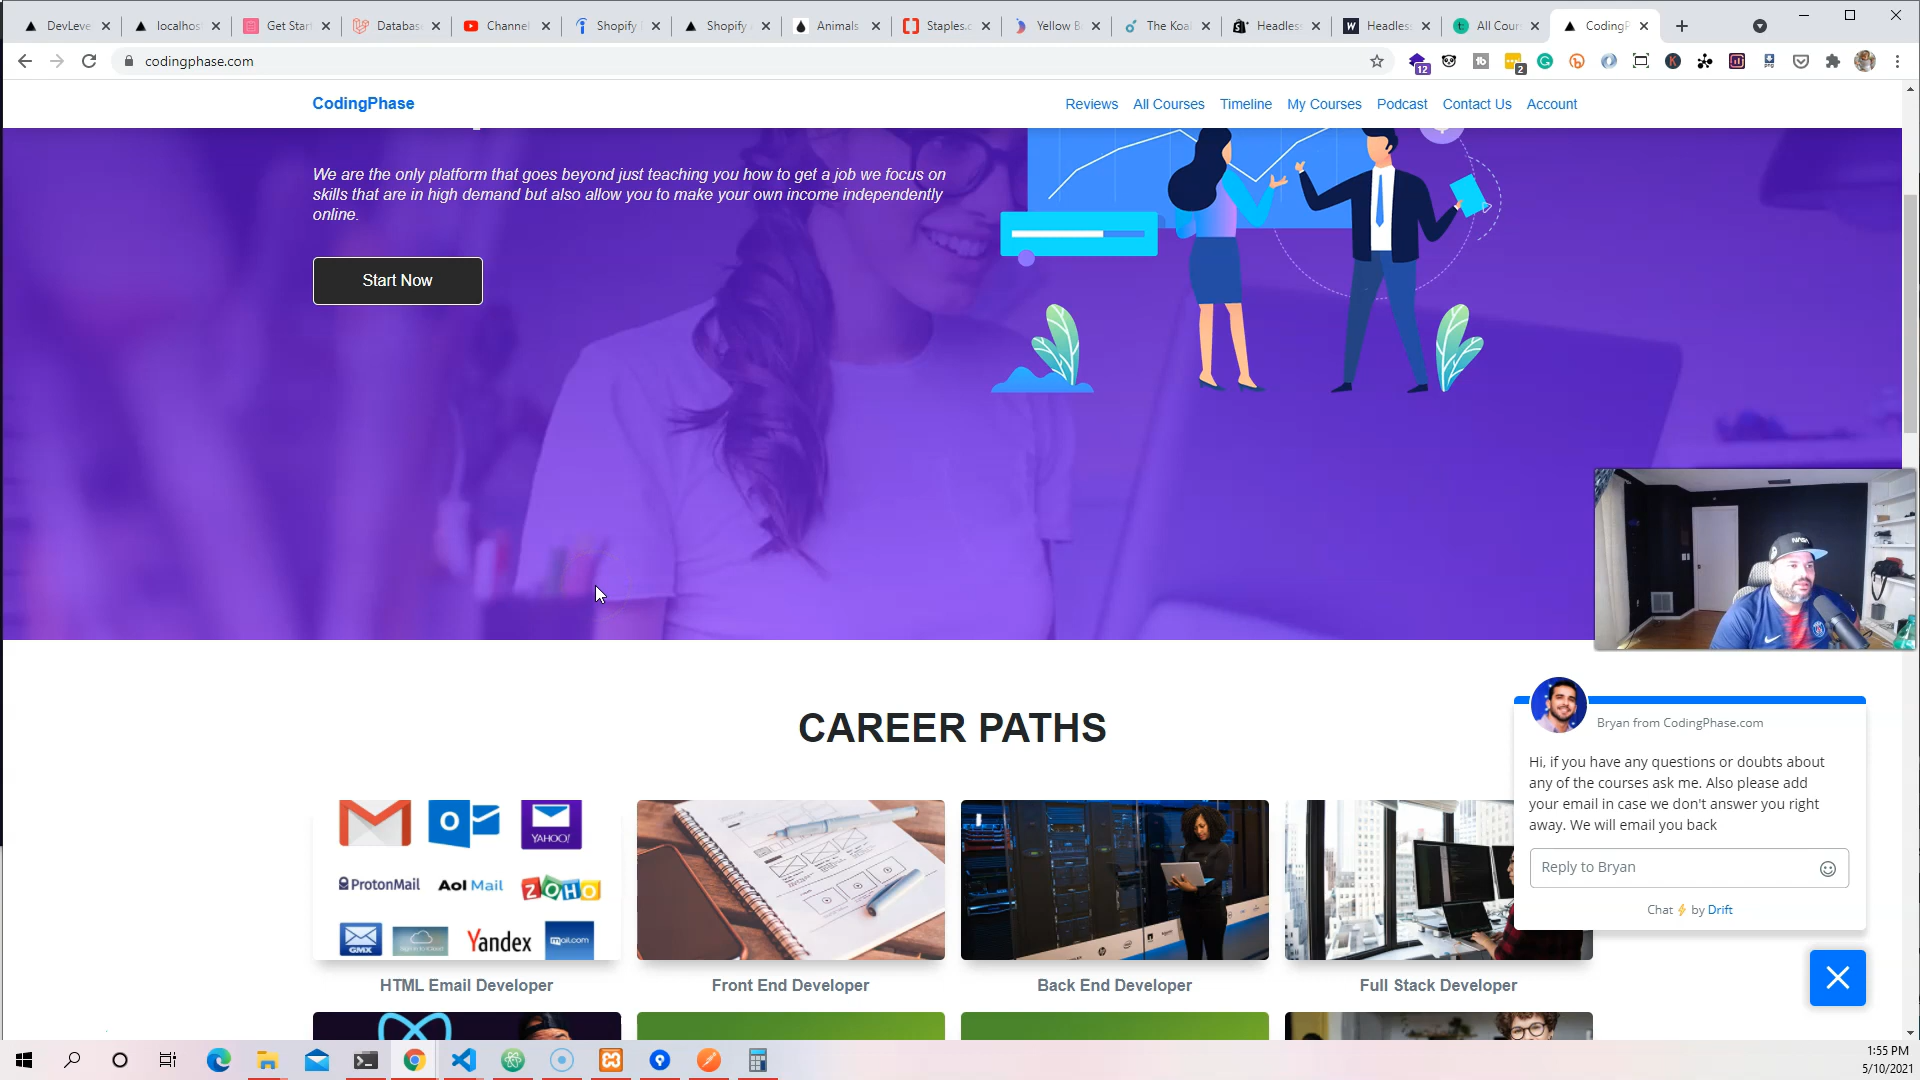 DevLeve
localhos
Get Start
Databas
Channe
Shopify
Shopify
Animals
Staples.c
Yellow B
The Koal
Headles
Headles
All Cour
CodingP
codingphase.com
12
2
CodingPhase
Reviews All Courses Timeline My Courses Podcast Contact Us Account
We are the only platform that goes beyond just teaching you how to get a job we focus on
skills that are in high demand but also allow you to make your own income independently
online.
Start Now
CAREER PATHS
YAHOO!
ProtonMail Aol Mail ZOHO
GMX Yandex mail.com
HTML Email Developer
Front End Developer
Back End Developer
Full Stack Developer
Bryan from CodingPhase.com
Hi, if you have any questions or doubts about
any of the courses ask me. Also please add
your email in case we don't answer you right
away. We will email you back
Reply to Bryan
Chat ⚡ by Drift
1:55 PM
5/10/2021